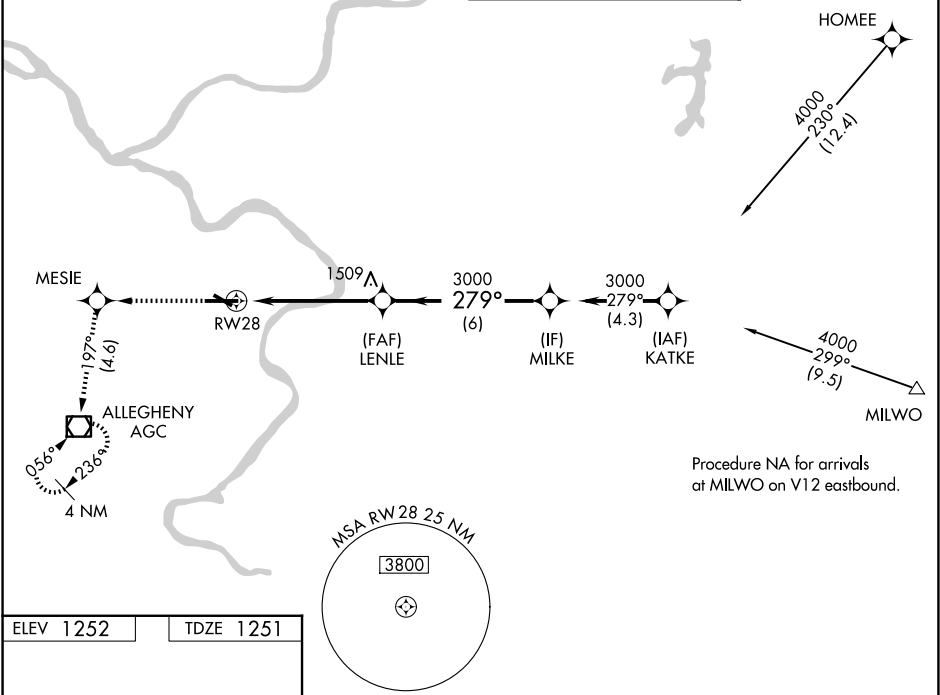 HOMEE
4000
230°
(12.4)
MESIE
1509
3000
279°
(6)
3000
279°
(4.3)
RW28
(FAF)
LENLE
(IF)
MILKE
(IAF)
KATKE
197°
(4.6)
4000
299°
(9.5)
MILWO
ALLEGHENY
AGC
056°
236°
4 NM
Procedure NA for arrivals
at MILWO on V12 eastbound.
MSA RW 28 25 NM
3800
ELEV 1252
TDZE 1251